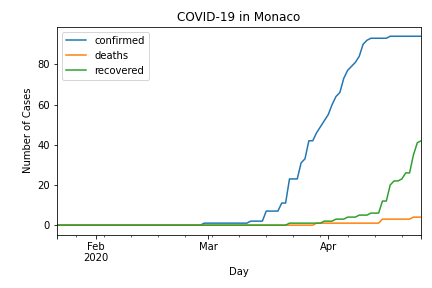 COVID-19 in Monaco
confirmed
deaths
recovered
Number of Cases
80
60
40
20
0
Feb
2020
Mar
Apr
Day